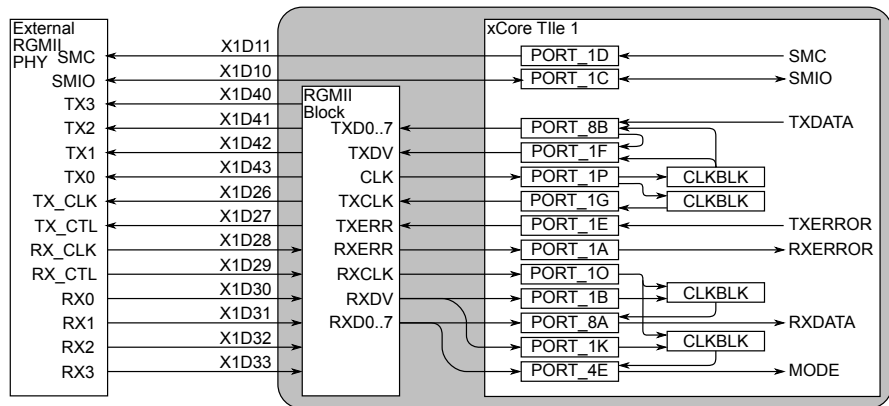 External
RGMII
PHY
SMC
SMIO
TX3
TX2
TX1
TX0
TX_CLK
TX_CTL
RX_CLK
RX_CTL
RX0
RX1
RX2
RX3
X1D11
X1D10
X1D40
X1D41
X1D42
X1D43
X1D26
X1D27
X1D28
X1D29
X1D30
X1D31
X1D32
X1D33
RGMII
Block
TXD0..7
TXDV
CLK
TXCLK
TXERR
RXERR
RXCLK
RXDV
RXD0..7
xCore TIle 1
PORT_1D
PORT_1C
PORT_8B
PORT_1F
PORT_1P
PORT_1G
PORT_1E
PORT_1A
PORT_1O
PORT_1B
PORT_8A
PORT_1K
PORT_4E
CLKBLK
CLKBLK
CLKBLK
CLKBLK
SMC
SMIO
TXDATA
TXERROR
RXERROR
RXDATA
MODE